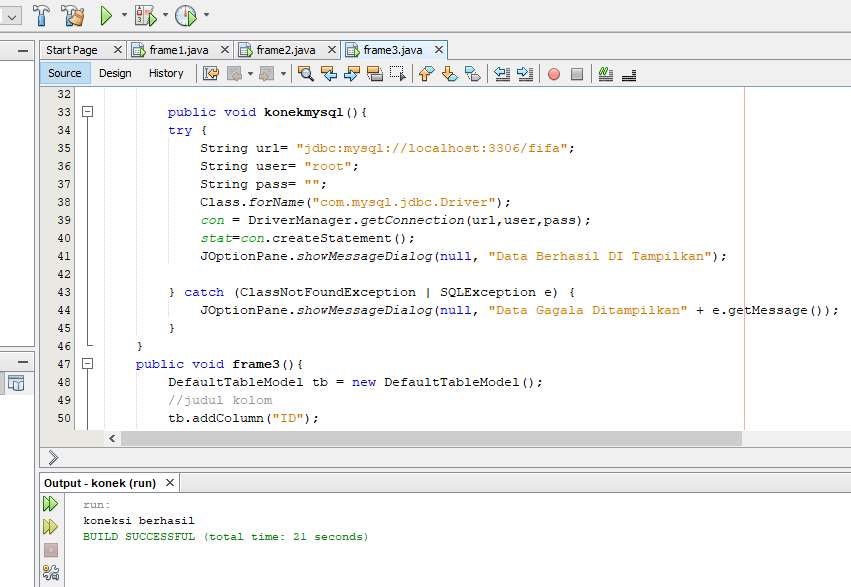 Start Page
frame1.java
frame2.java
frame3.java
Source
Design
History
32
33 public void konekmysql(){
34 try {
35 String url= "jdbc:mysql://localhost:3306/fifa";
36 String user= "root";
37 String pass= "";
38 Class.forName("com.mysql.jdbc.Driver");
39 con = DriverManager.getConnection(url,user,pass);
40 stat=con.createStatement();
41 JOptionPane.showMessageDialog(null, "Data Berhasil DI Tampilkan");
42
43 } catch (ClassNotFoundException | SQLException e) {
44 JOptionPane.showMessageDialog(null, "Data Gagala Ditampilkan" + e.getMessage());
45 }
46 }
47 public void frame3(){
48 DefaultTableModel tb = new DefaultTableModel();
49 //judul kolom
50 tb.addColumn("ID");
Output - konek (run)
run:
koneksi berhasil
BUILD SUCCESSFUL (total time: 21 seconds)